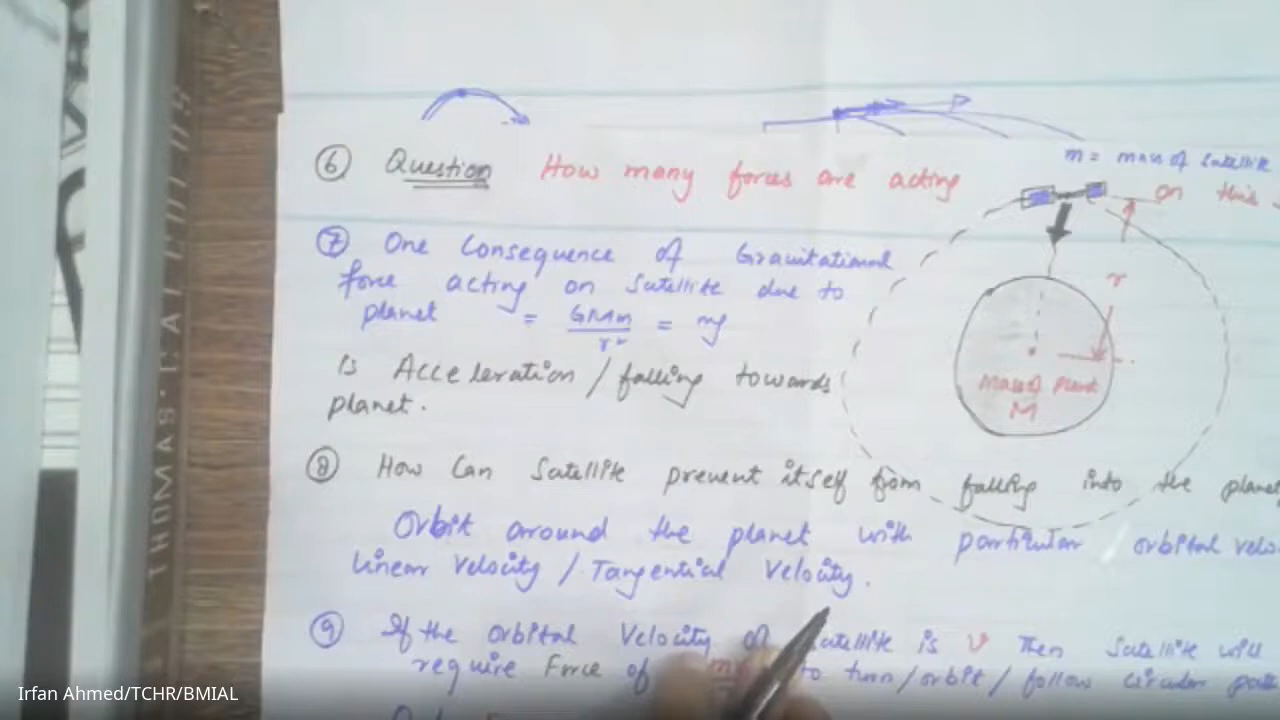 m = mass of satellite
⑥ Question How many forces are acting on this
⑦ One Consequence of Gravitational
force acting on satellite due to
planet = GMm/r² = mg
r
is Acceleration / falling towards
planet.
Mass of planet
M
⑧ How Can Satellite prevent itself from falling into the planet
Orbit around the planet with particular orbital velo
Linear Velocity / Tangential Velocity.
⑨ If the orbital Velocity of Satellite is v Then Satellite will
require Force of to turn/orbit/follow circular path
THOMAS
Irfan Ahmed/TCHR/BMIAL